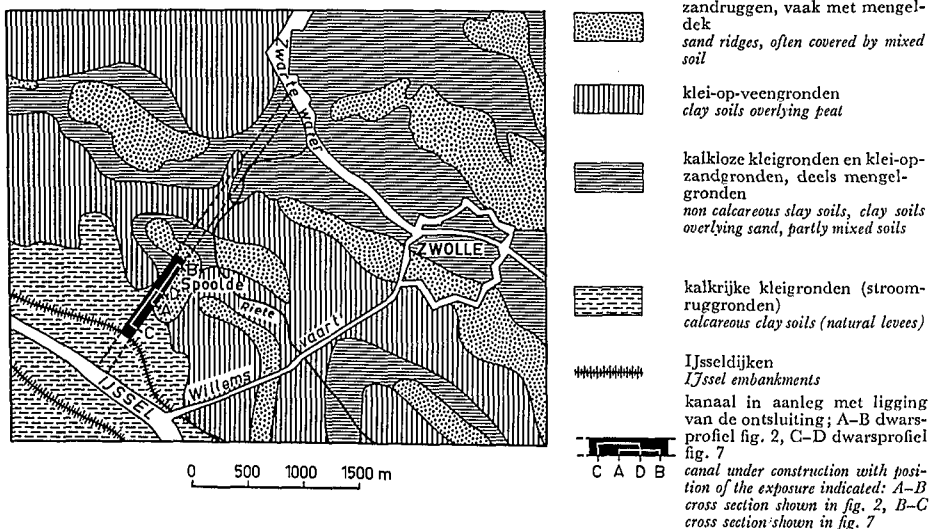 Zwarte water
ZWOLLE
B
Spoolde
D
A
C
Riete
Willems vaart
IJSSEL
0 500 1000 1500 m
zandruggen, vaak met mengel-
dek
sand ridges, often covered by mixed
soil
klei-op-veengronden
clay soils overlying peat
kalkloze kleigronden en klei-op-
zandgronden, deels mengel-
gronden
non calcareous slay soils, clay soils
overlying sand, partly mixed soils
kalkrijke kleigronden (stroom-
ruggronden)
calcareous clay soils (natural levees)
IJsseldijken
IJssel embankments
kanaal in aanleg met ligging
van de ontsluiting; A–B dwars-
profiel fig. 2, C–D dwarsprofiel
fig. 7
C A D B
canal under construction with posi-
tion of the exposure indicated: A–B
cross section shown in fig. 2, B–C
cross section shown in fig. 7